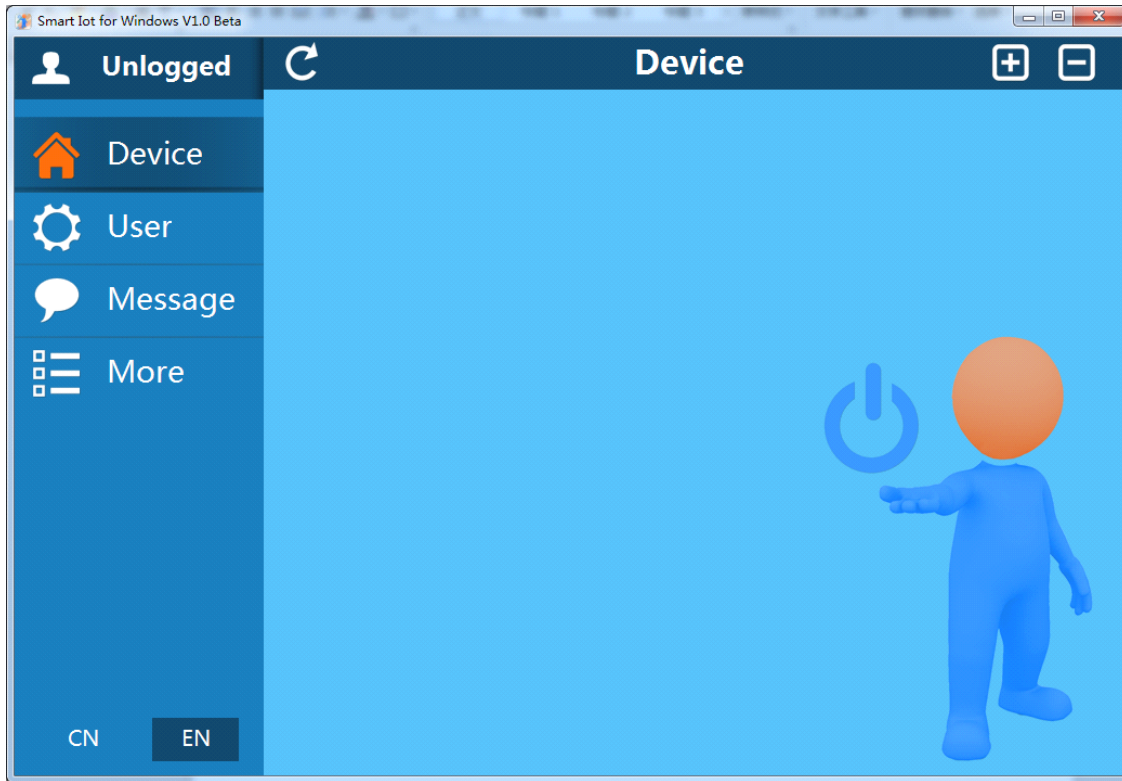 Smart Iot for Windows V1.0 Beta
Unlogged
Device
Device
User
Message
More
CN
EN